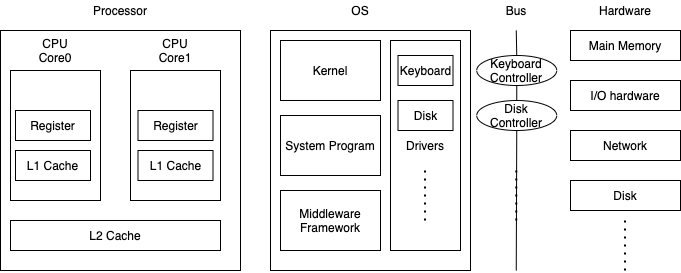 Processor
OS
Bus
Hardware
CPU
Core0
CPU
Core1
Register
L1 Cache
Register
L1 Cache
L2 Cache
Kernel
System Program
Middleware
Framework
Keyboard
Disk
Drivers
Keyboard
Controller
Disk
Controller
Main Memory
I/O hardware
Network
Disk